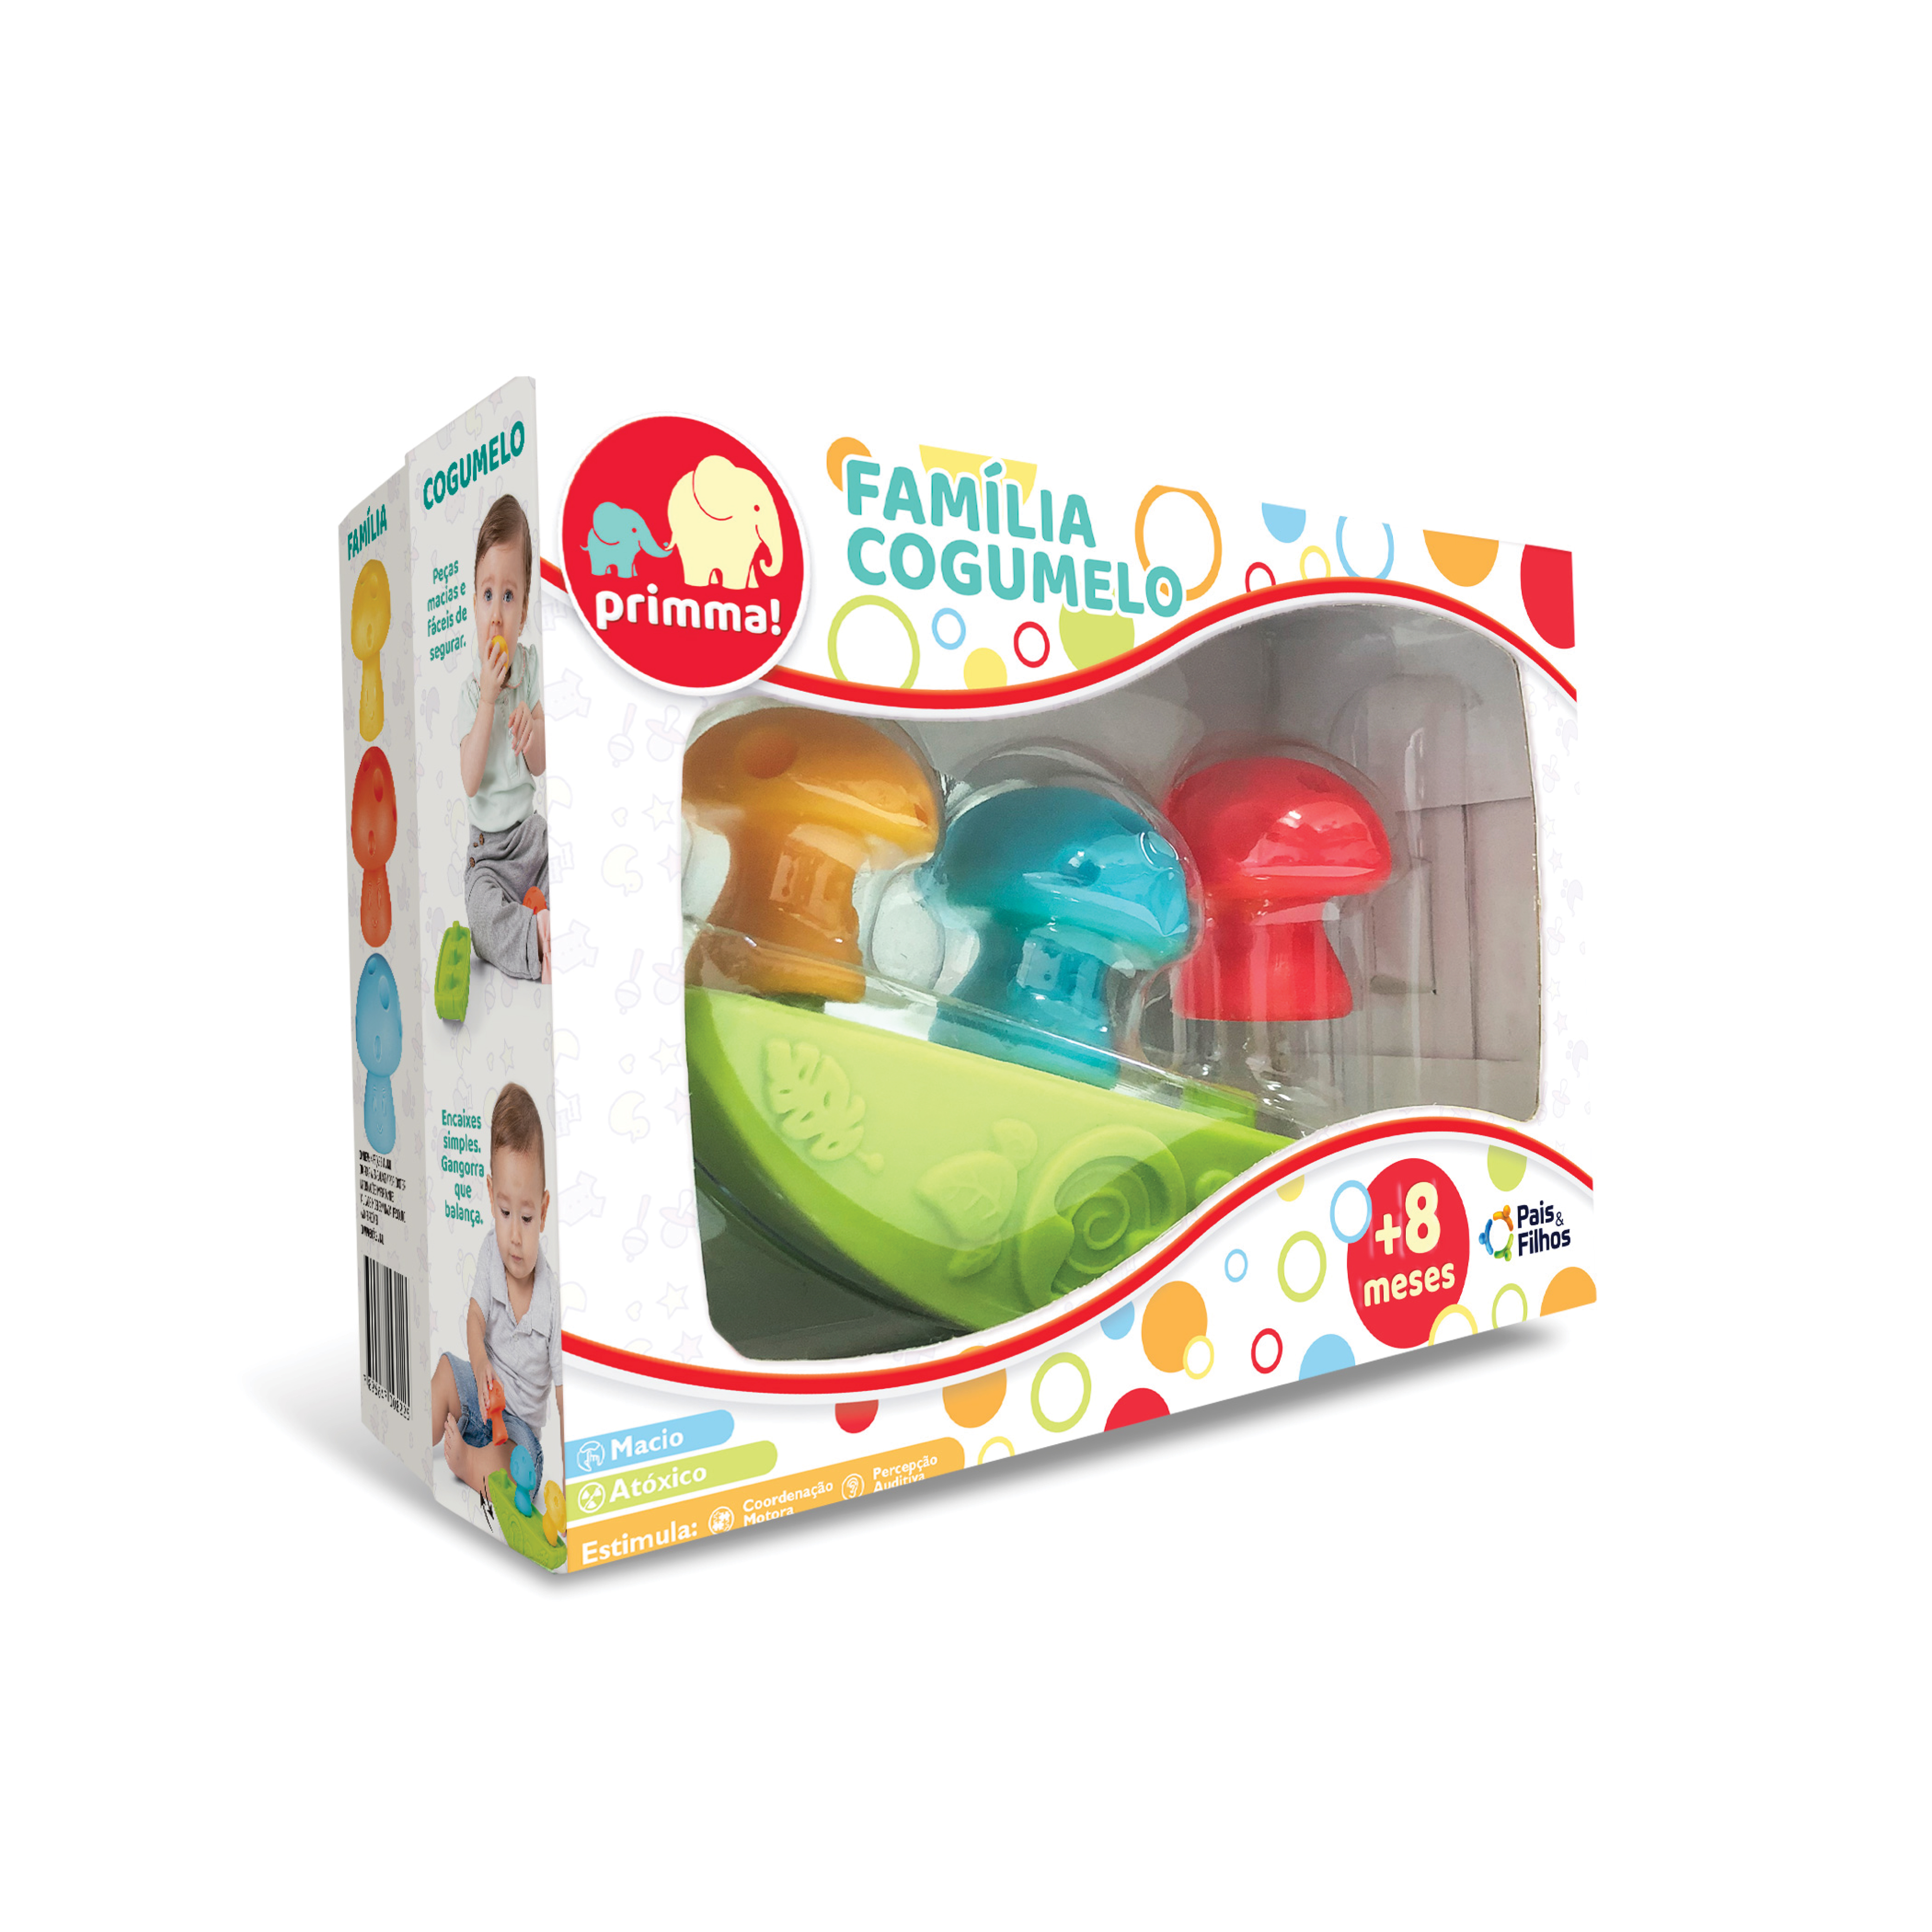 FAMÍLIA
COGUMELO
Peças
macias e
fáceis de
segurar.
Encaixes
simples.
Gangorra
que
balança.
primma!
FAMÍLIA
COGUMELO
+8
meses
Pais &
Filhos
Macio
Atóxico
Estimula:
Coordenação
Motora
Percepção
Auditiva